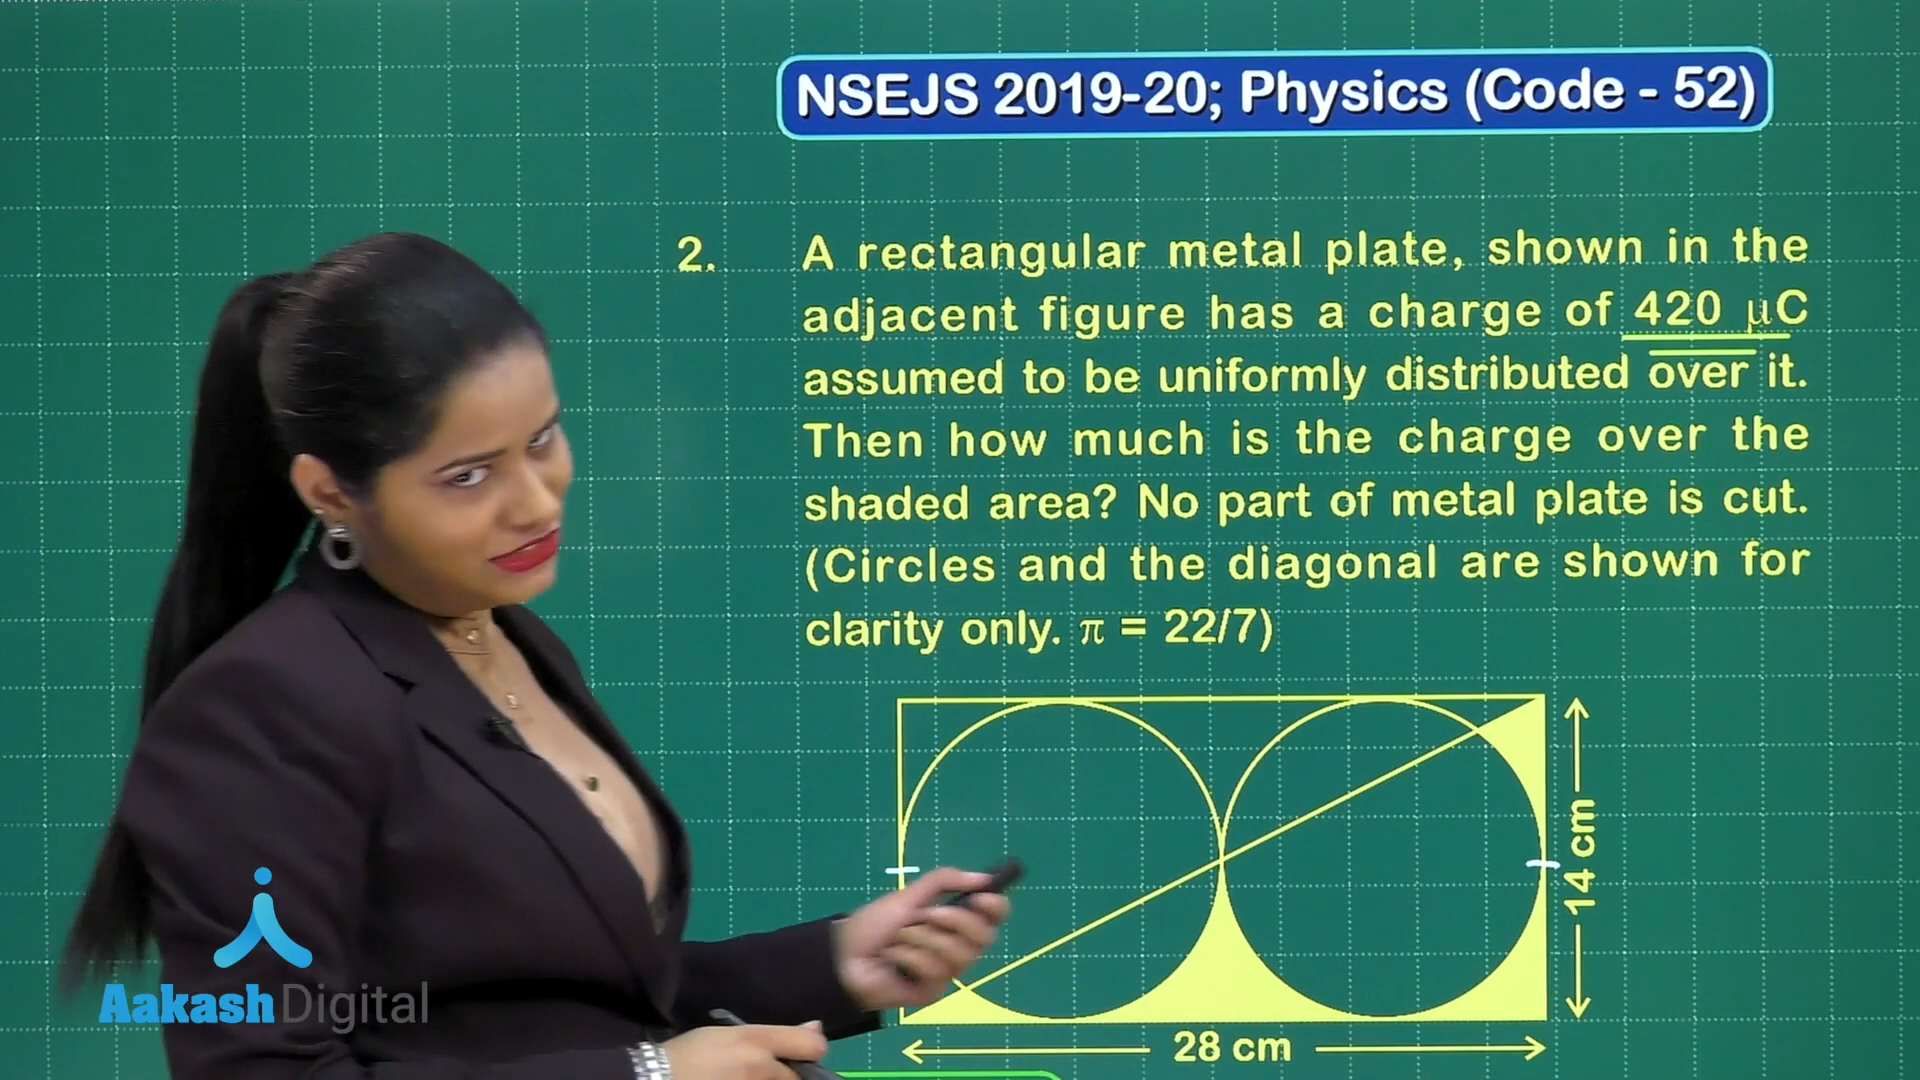 NSEJS 2019-20; Physics (Code - 52)
2. A rectangular metal plate, shown in the
adjacent figure has a charge of 420 μC
assumed to be uniformly distributed over it.
Then how much is the charge over the
shaded area? No part of metal plate is cut.
(Circles and the diagonal are shown for
clarity only. π = 22/7)
14 cm
28 cm
Aakash Digital